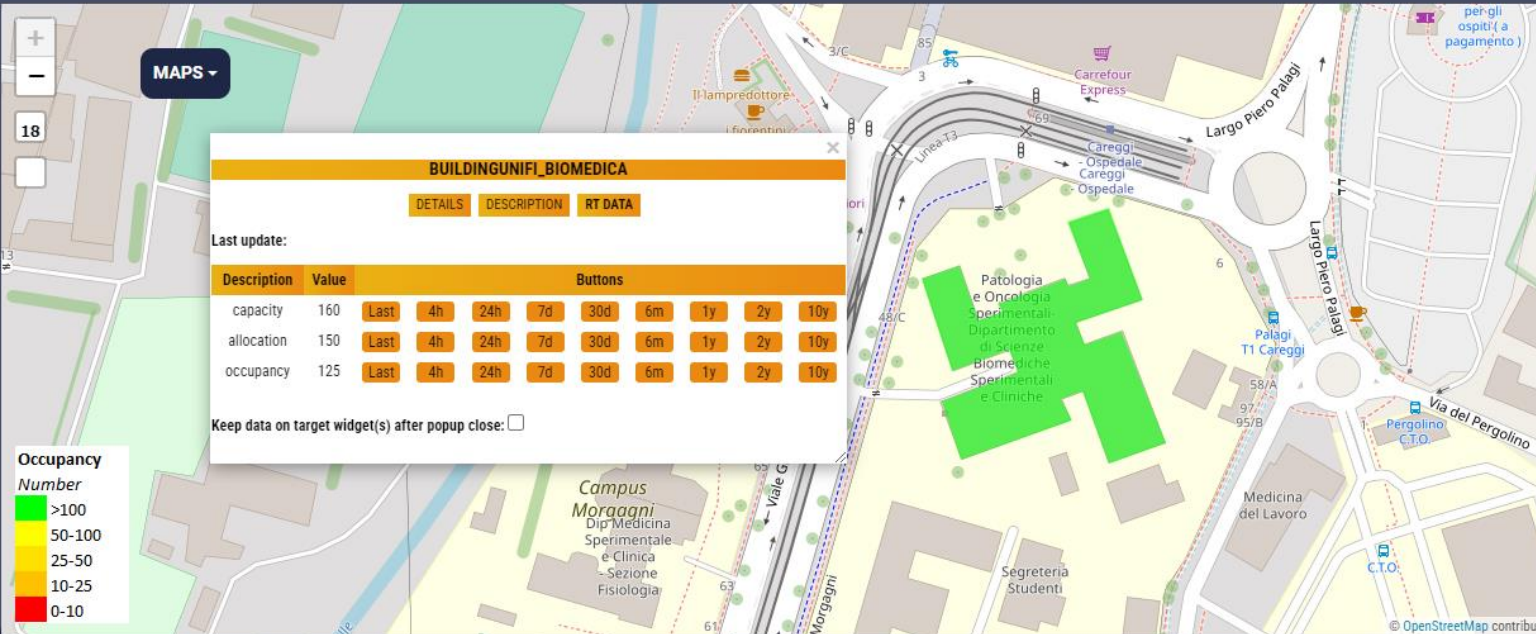 +
−
18
MAPS
BUILDINGUNIFI_BIOMEDICA
×
DETAILS DESCRIPTION RT DATA
Last update:
Description Value Buttons
capacity 160 Last 4h 24h 7d 30d 6m 1y 2y 10y
allocation 150 Last 4h 24h 7d 30d 6m 1y 2y 10y
occupancy 125 Last 4h 24h 7d 30d 6m 1y 2y 10y
Keep data on target widget(s) after popup close:
Occupancy
Number
>100
50-100
25-50
10-25
0-10
13
3/C
85
3
Il lampredottore
i fiorentini
ori
Linea T3
69
Carrefour
Express
Careggi
- Ospedale
Careggi
- Ospedale
Largo Piero Palagi
per gli
ospiti ( a
pagamento )
Largo Piero Palagi
6
48/C
Patologia
e Oncologia
Sperimentali-
Dipartimento
di Scienze
Biomediche
Sperimentali
e Cliniche
Palagi
T1 Careggi
58/A
97
95/B
1
Pergolino
C.T.O.
Via del Pergolino
Medicina
del Lavoro
C.T.O.
Campus
Morgagni
Dip Medicina
Sperimentale
e Clinica
- Sezione
Fisiologia
65
63
61
Viale G
Morgagni
Segreteria
Studenti
© OpenStreetMap contribu